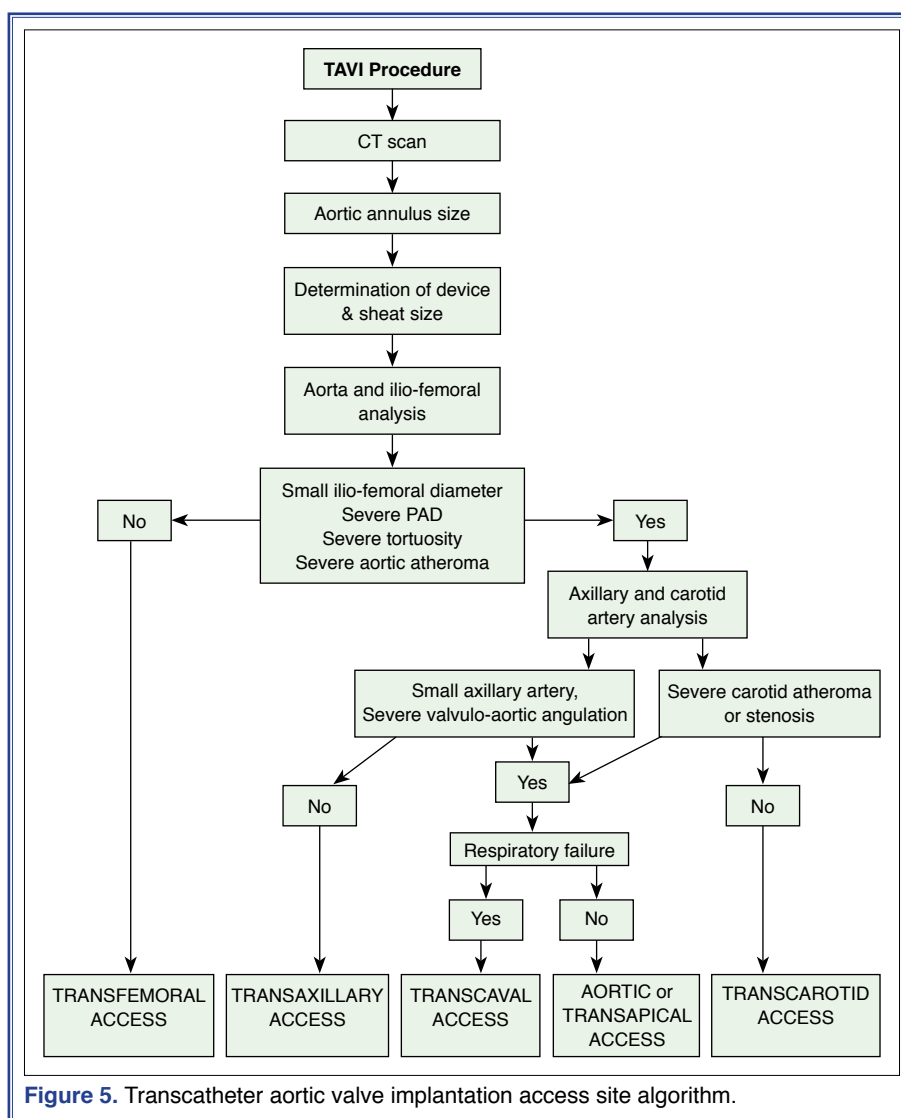 TAVI Procedure
CT scan
Aortic annulus size
Determination of device
& sheat size
Aorta and ilio-femoral
analysis
Small ilio-femoral diameter
Severe PAD
Severe tortuosity
Severe aortic atheroma
No
Yes
Axillary and carotid
artery analysis
Small axillary artery,
Severe valvulo-aortic angulation
Severe carotid atheroma
or stenosis
No
Yes
No
Respiratory failure
Yes
No
TRANSFEMORAL
ACCESS
TRANSAXILLARY
ACCESS
TRANSCAVAL
ACCESS
AORTIC or
TRANSAPICAL
ACCESS
TRANSCAROTID
ACCESS
Figure 5. Transcatheter aortic valve implantation access site algorithm.